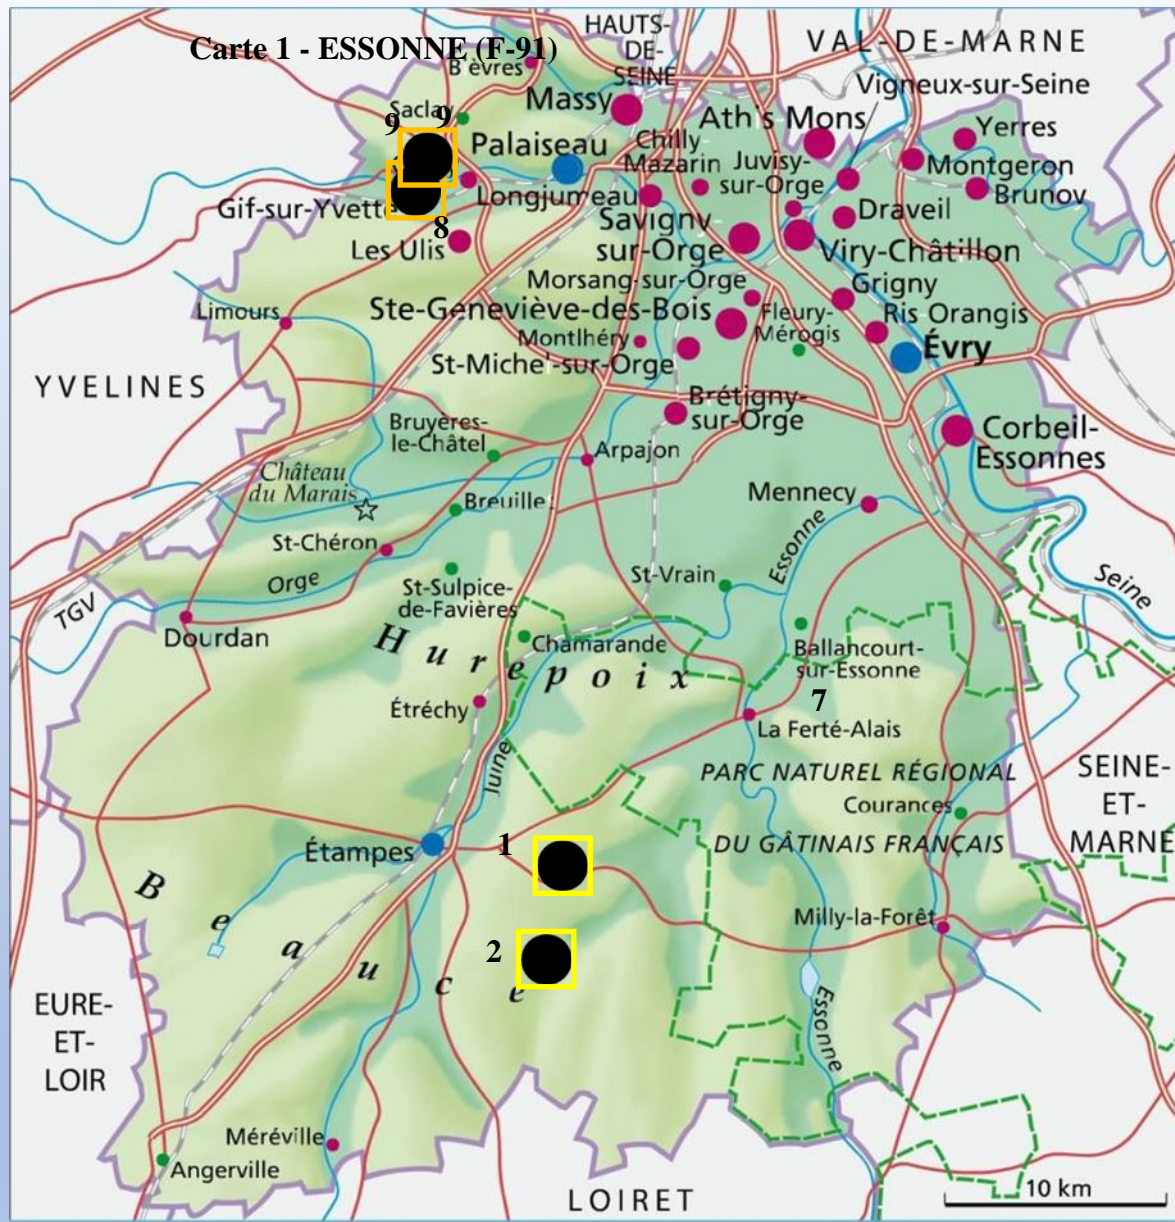 HAUTS-
DE-
SEINE
VAL-DE-MARNE
Carte 1 - ESSONNE (F-91)
Bèvres
Vigneux-sur-Seine
Massy
Saclay
9
9
Ath's Mons
Yerres
Palaiseau
Chilly
Mazarin
Juvisy-
sur-Orge
Montgeron
Brunov
Gif-sur-Yvette
Longjumeau
8
Savigny
sur-Orge
Draveil
Les Ulis
Viry-Châtillon
Morsang-sur-Orge
Grigny
Limours
Ste-Geneviève-des-Bois
Fleury-
Mérogis
Ris Orangis
Montlhéry
Évry
St-Miche'-sur-Orge
YVELINES
Brétigny-
sur-Orge
Bruyères-
le-Châtel
Corbeil-
Essonnes
Arpajon
Château
du Marais
Mennecy
Breuille
St-Chéron
Essonne
Orge
St-Sulpice-
de-Favières
St-Vrain
Seine
TGV
Dourdan
Chamarande
Hurepoix
Ballancourt-
sur-Essonne
7
Étréchy
La Ferté-Alais
Juine
PARC NATUREL RÉGIONAL
DU GÂTINAIS FRANÇAIS
SEINE-
ET-
MARNE
Courances
Étampes
1
Beauce
Milly-la-Forêt
2
EURE-
ET-
LOIR
Essonne
Méréville
Angerville
LOIRET
10 km